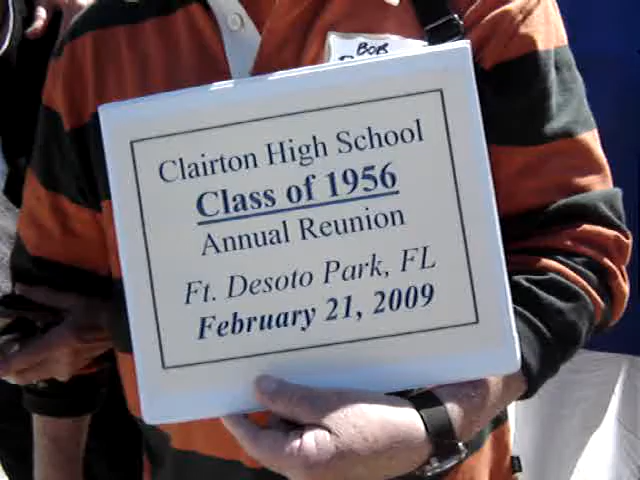 BOB
Clairton High School
Class of 1956
Annual Reunion
Ft. Desoto Park, FL
February 21, 2009